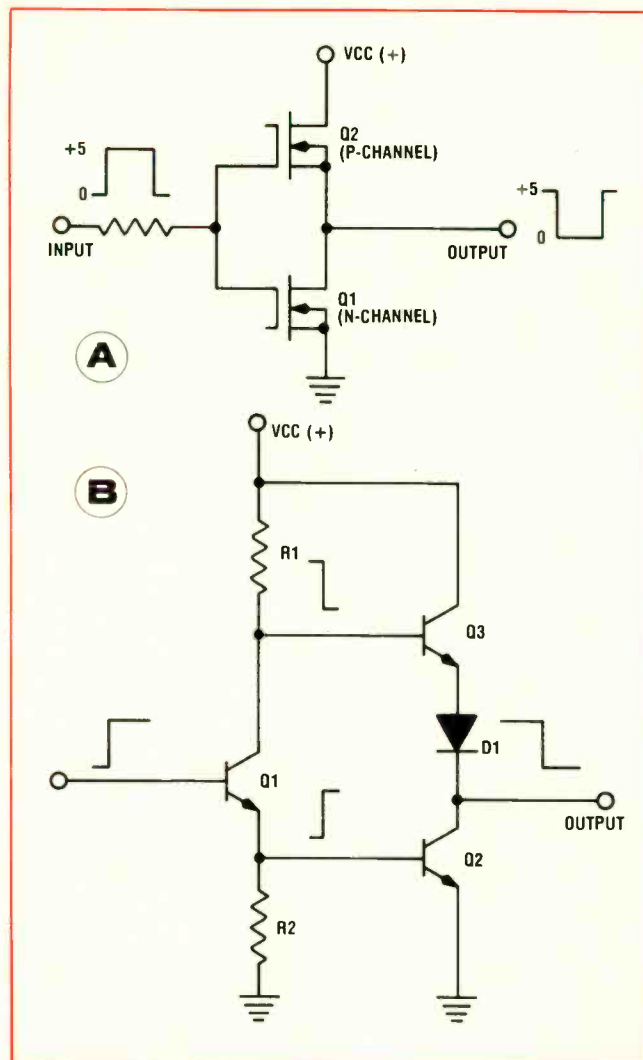 VCC (+)
Q2
(P-CHANNEL)
+5
0
INPUT
+5
0
OUTPUT
Q1
(N-CHANNEL)
A
VCC (+)
B
R1
Q3
D1
Q1
OUTPUT
Q2
R2